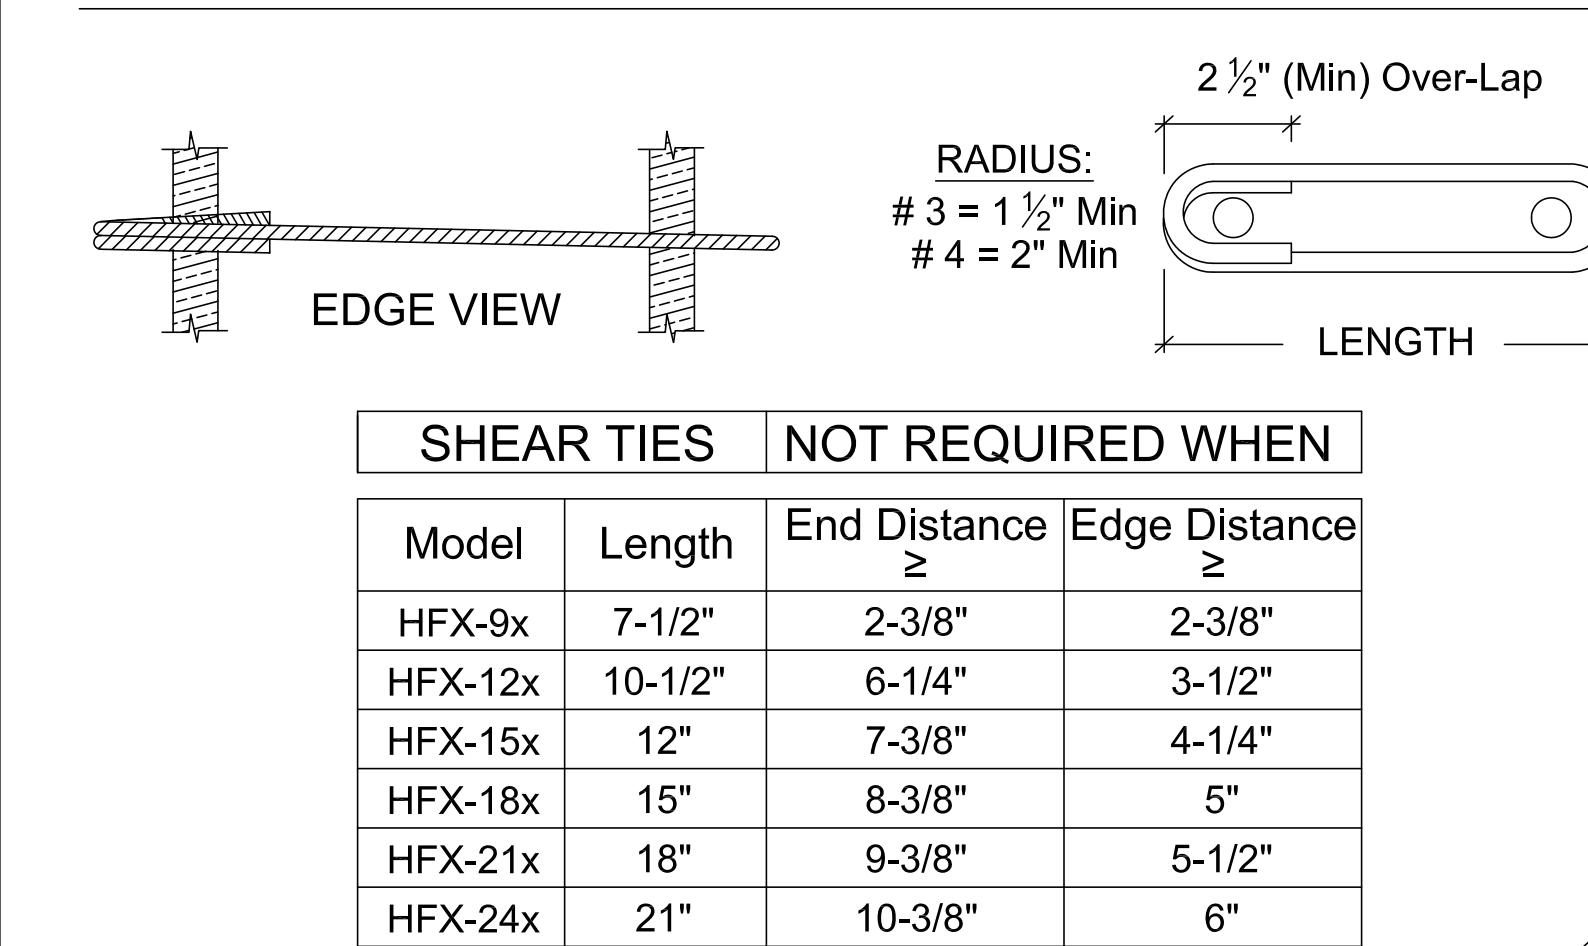 2 ½" (Min) Over-Lap
RADIUS:
# 3 = 1 ½" Min
# 4 = 2" Min
EDGE VIEW
LENGTH
SHEAR TIES NOT REQUIRED WHEN
Model Length End Distance ≥ Edge Distance ≥
HFX-9x 7-1/2" 2-3/8" 2-3/8"
HFX-12x 10-1/2" 6-1/4" 3-1/2"
HFX-15x 12" 7-3/8" 4-1/4"
HFX-18x 15" 8-3/8" 5"
HFX-21x 18" 9-3/8" 5-1/2"
HFX-24x 21" 10-3/8" 6"